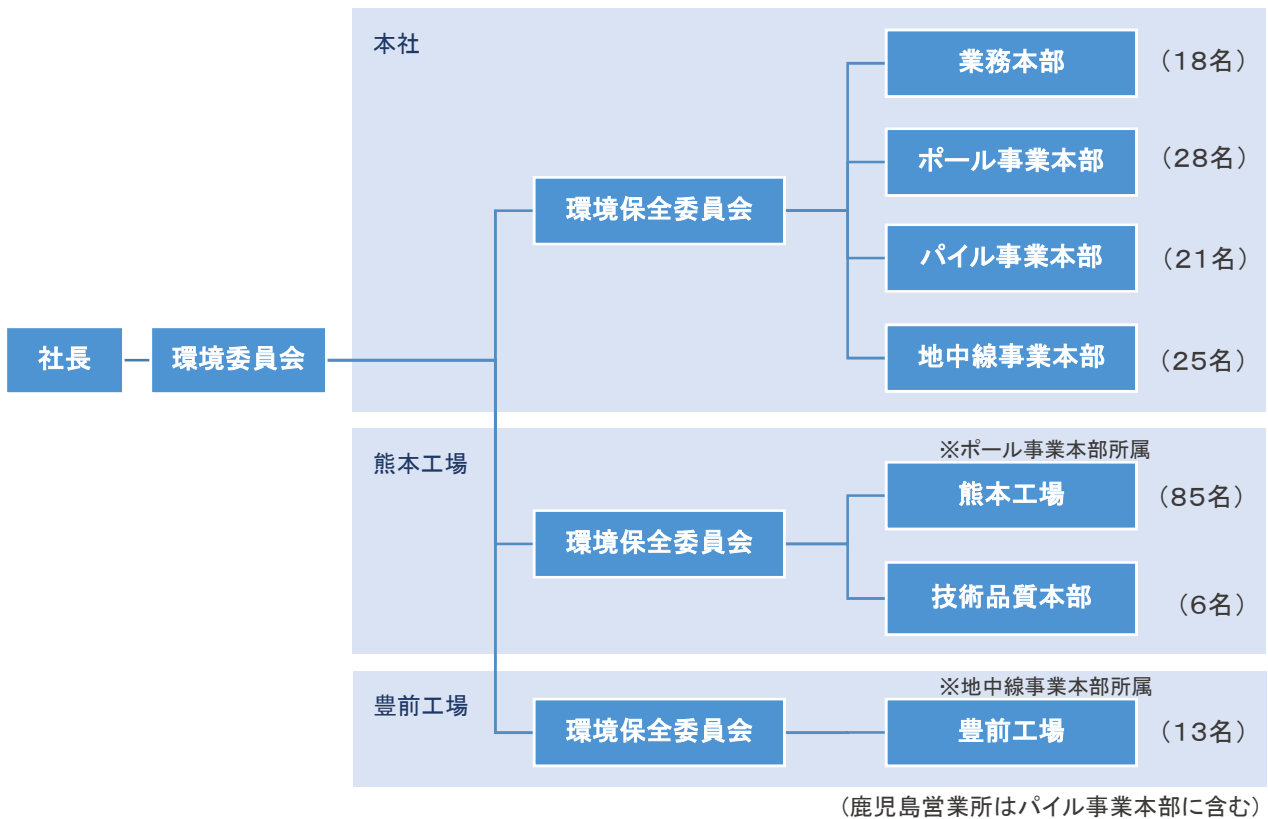 社長
環境委員会
本社
環境保全委員会
業務本部
（18名）
ポール事業本部
（28名）
パイル事業本部
（21名）
地中線事業本部
（25名）
熊本工場
環境保全委員会
※ポール事業本部所属
熊本工場
（85名）
技術品質本部
（6名）
豊前工場
環境保全委員会
※地中線事業本部所属
豊前工場
（13名）
（鹿児島営業所はパイル事業本部に含む）